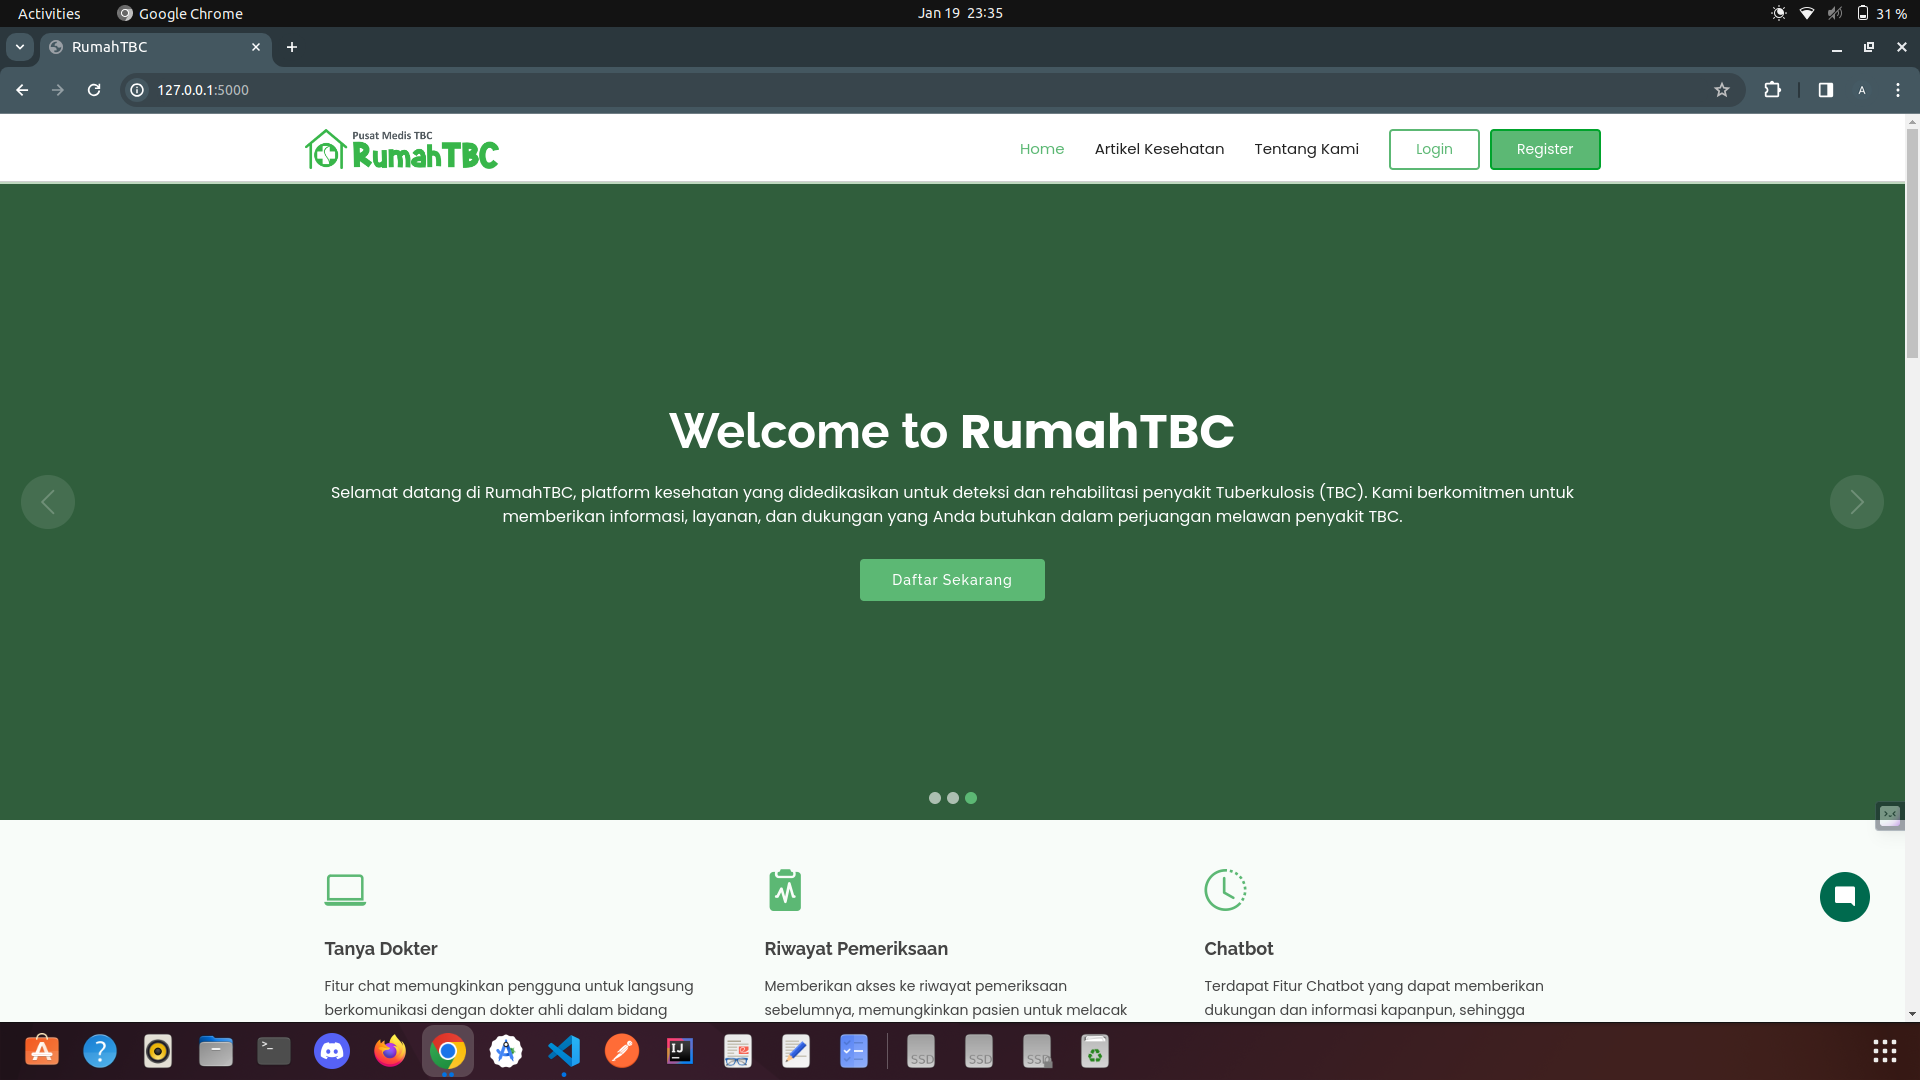 Activities
Google Chrome
Jan 19 23:35
31 %
RumahTBC
127.0.0.1:5000
A
Pusat Medis TBC
RumahTBC
Home
Artikel Kesehatan
Tentang Kami
Login
Register
Welcome to RumahTBC
Selamat datang di RumahTBC, platform kesehatan yang didedikasikan untuk deteksi dan rehabilitasi penyakit Tuberkulosis (TBC). Kami berkomitmen untuk
memberikan informasi, layanan, dan dukungan yang Anda butuhkan dalam perjuangan melawan penyakit TBC.
Daftar Sekarang
Tanya Dokter
Fitur chat memungkinkan pengguna untuk langsung
berkomunikasi dengan dokter ahli dalam bidang
Riwayat Pemeriksaan
Memberikan akses ke riwayat pemeriksaan
sebelumnya, memungkinkan pasien untuk melacak
Chatbot
Terdapat Fitur Chatbot yang dapat memberikan
dukungan dan informasi kapanpun, sehingga
IJ
SSD
SSD
SSD